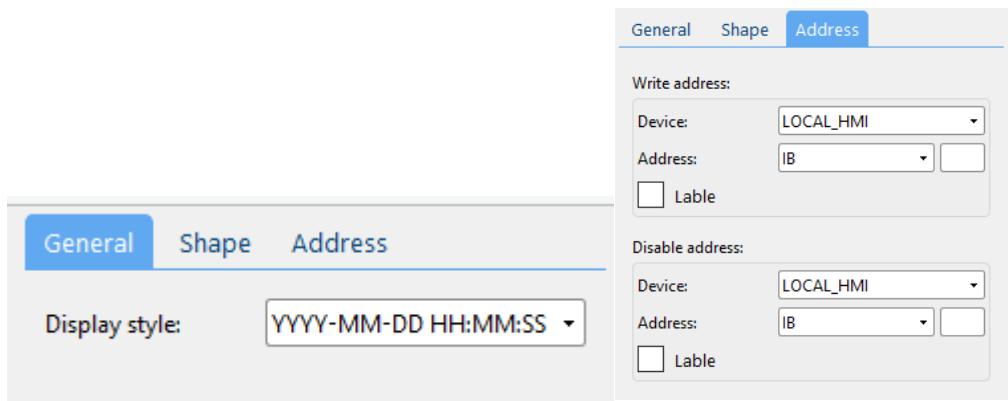 General Shape Address
Display style: YYYY-MM-DD HH:MM:SS
General Shape Address
Write address:
Device: LOCAL_HMI
Address: IB
Lable
Disable address:
Device: LOCAL_HMI
Address: IB
Lable